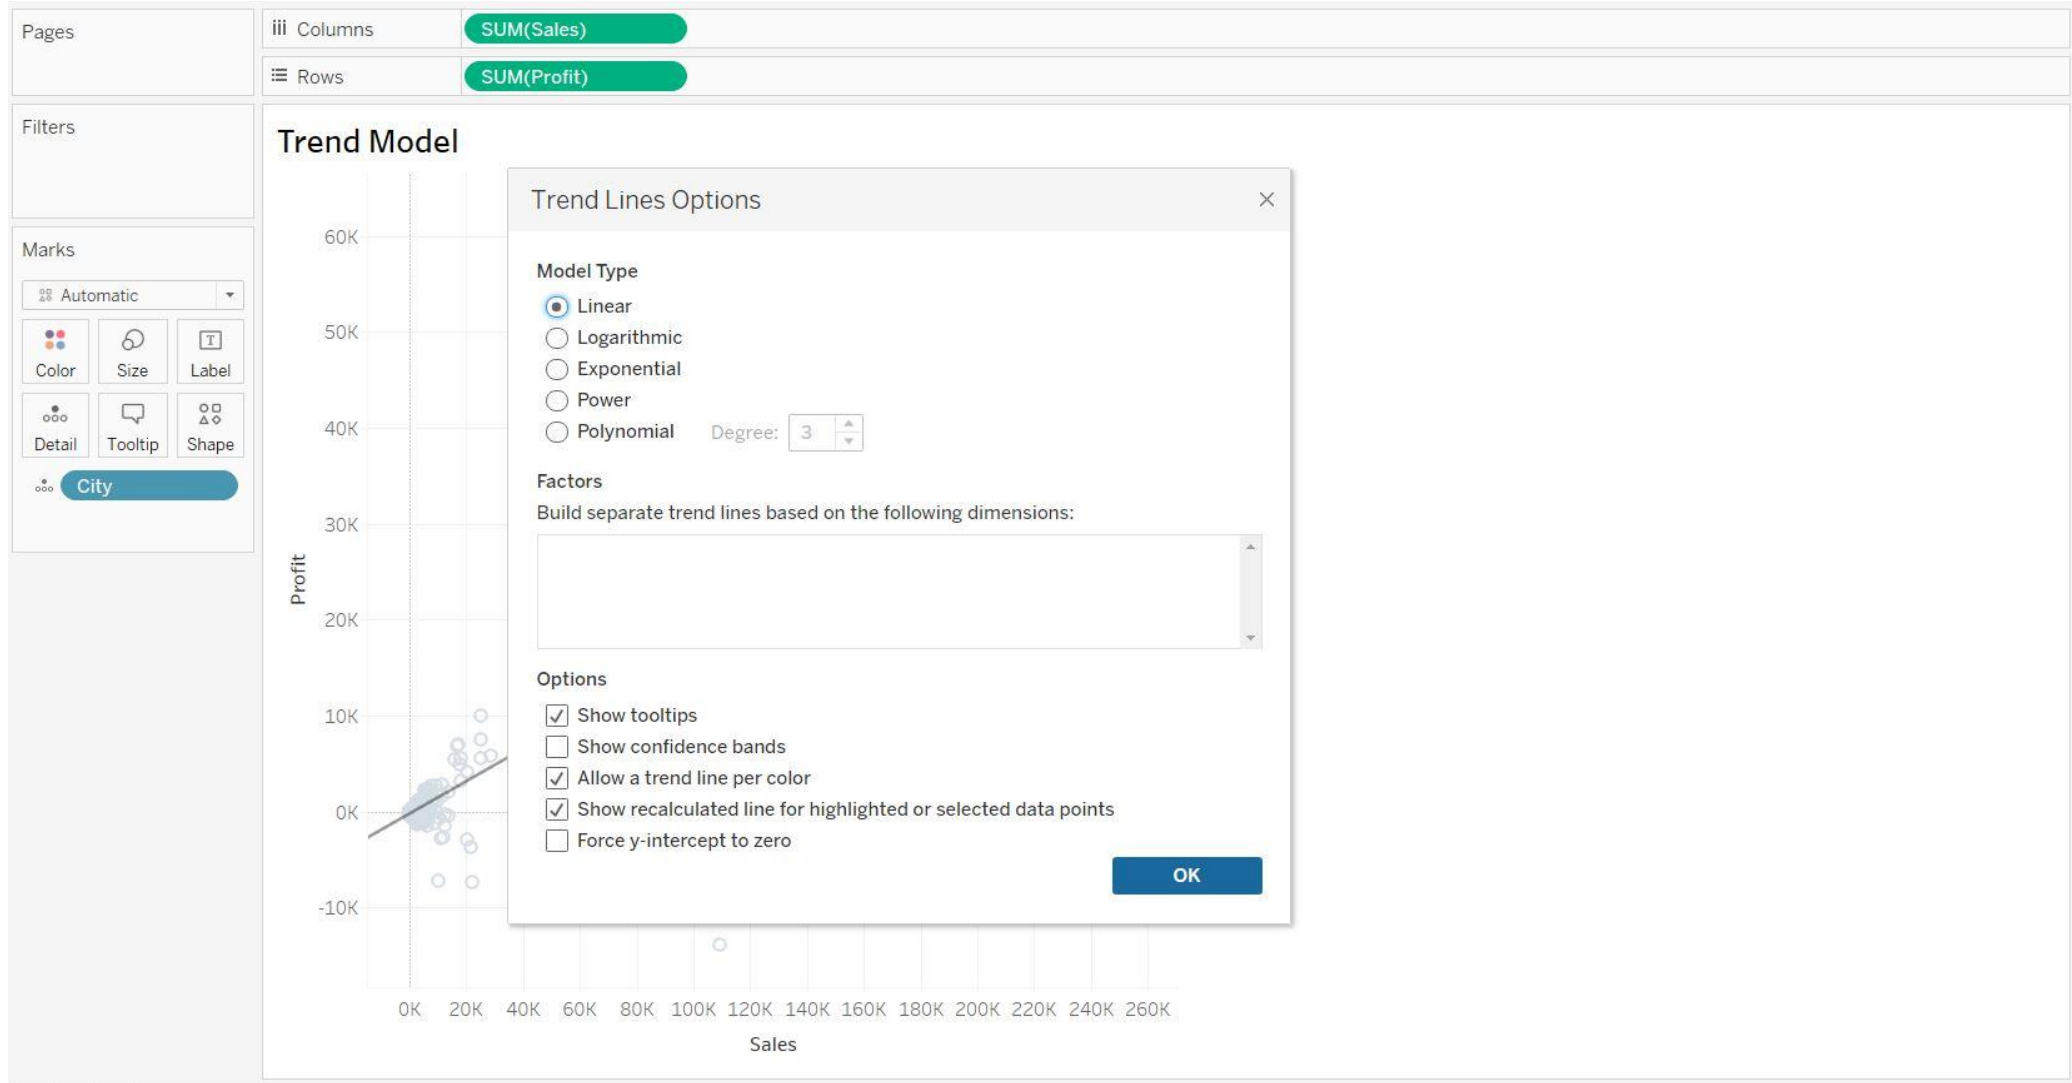 Pages
Columns
SUM(Sales)
Rows
SUM(Profit)
Filters
Marks
Automatic
Color
Size
Label
Detail
Tooltip
Shape
City
Trend Model
60K
50K
40K
30K
20K
10K
0K
-10K
Profit
Trend Lines Options
Model Type
Linear
Logarithmic
Exponential
Power
Polynomial Degree: 3
Factors
Build separate trend lines based on the following dimensions:
Options
Show tooltips
Show confidence bands
Allow a trend line per color
Show recalculated line for highlighted or selected data points
Force y-intercept to zero
OK
0K 20K 40K 60K 80K 100K 120K 140K 160K 180K 200K 220K 240K 260K
Sales